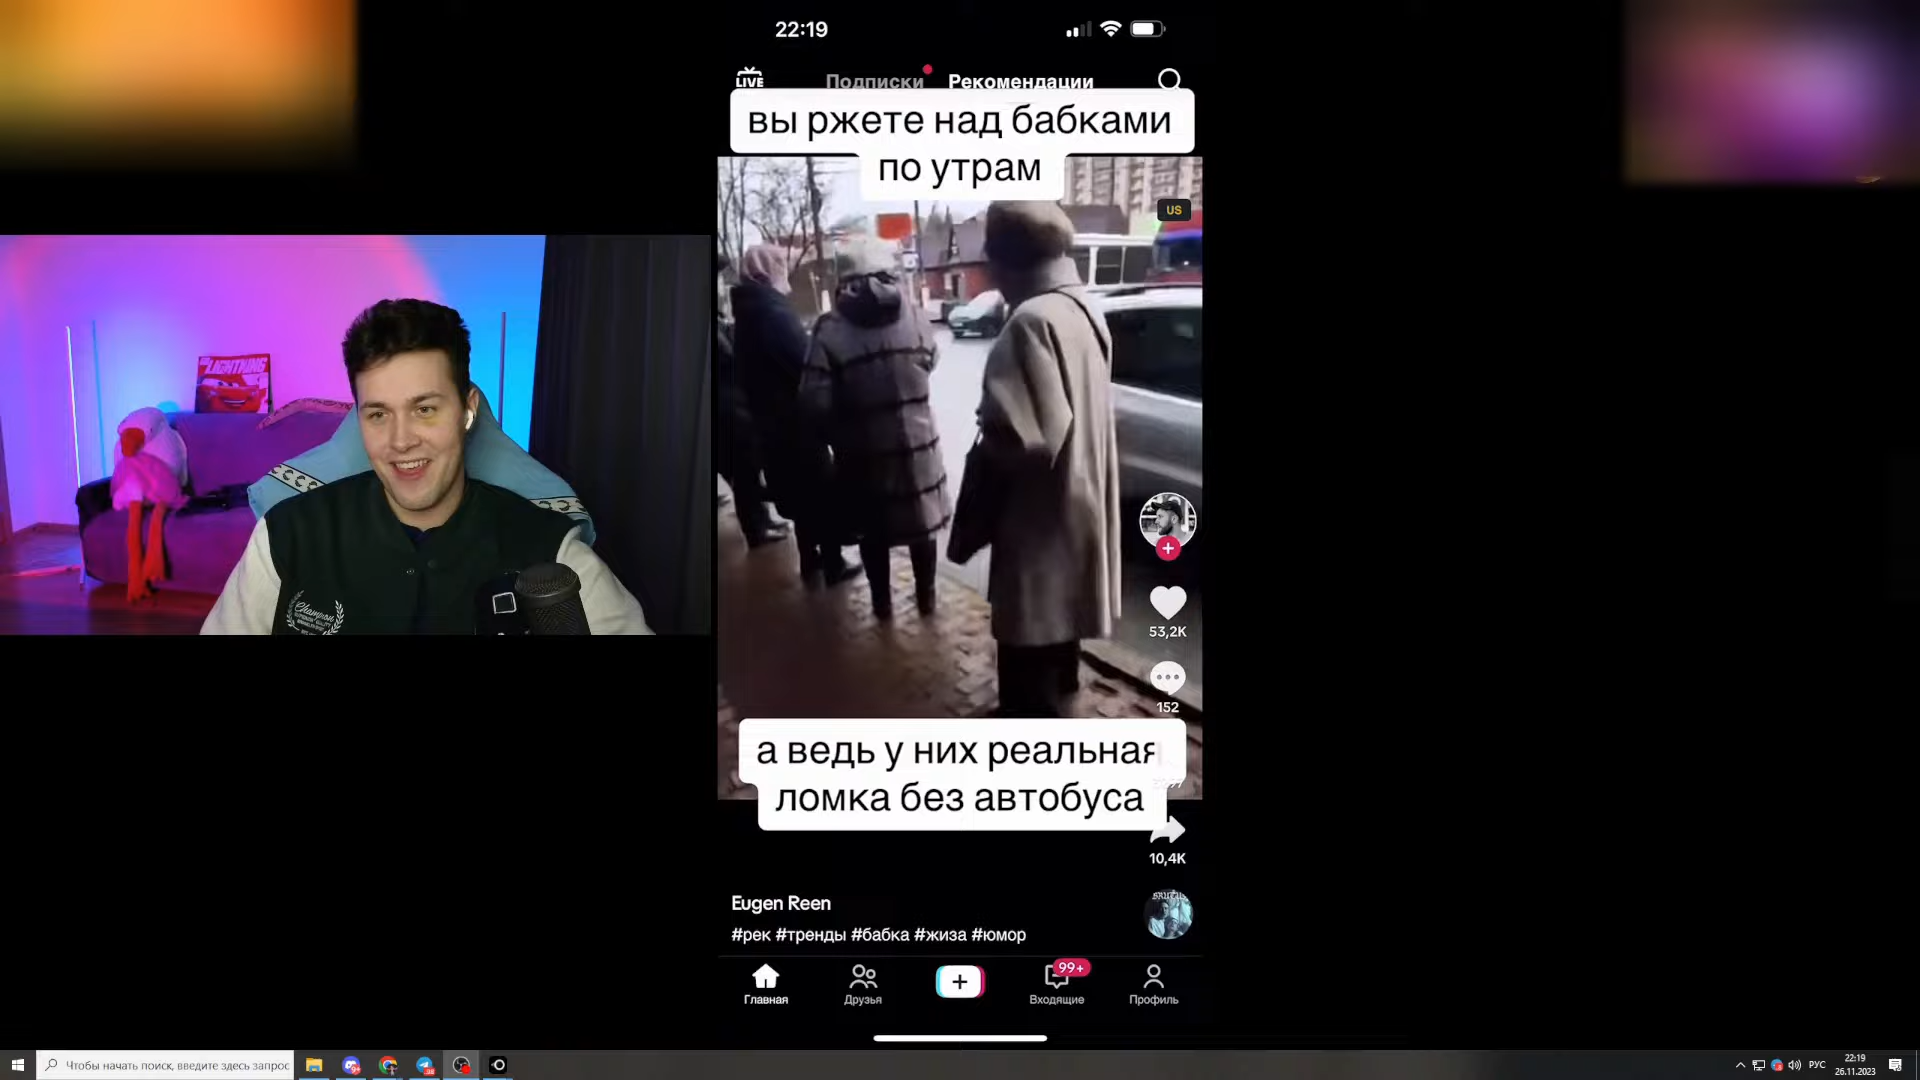 22:19
LIVE
Подписки
Рекомендации
вы ржете над бабками
по утрам
US
LIGHTNING
Champion
53,2K
152
а ведь у них реальная
ломка без автобуса
10,4K
Eugen Reen
#рек #тренды #бабка #жиза #юмор
99+
Главная
Друзья
Входящие
Профиль
Чтобы начать поиск, введите здесь запрос
РУС
22:19
26.11.2023